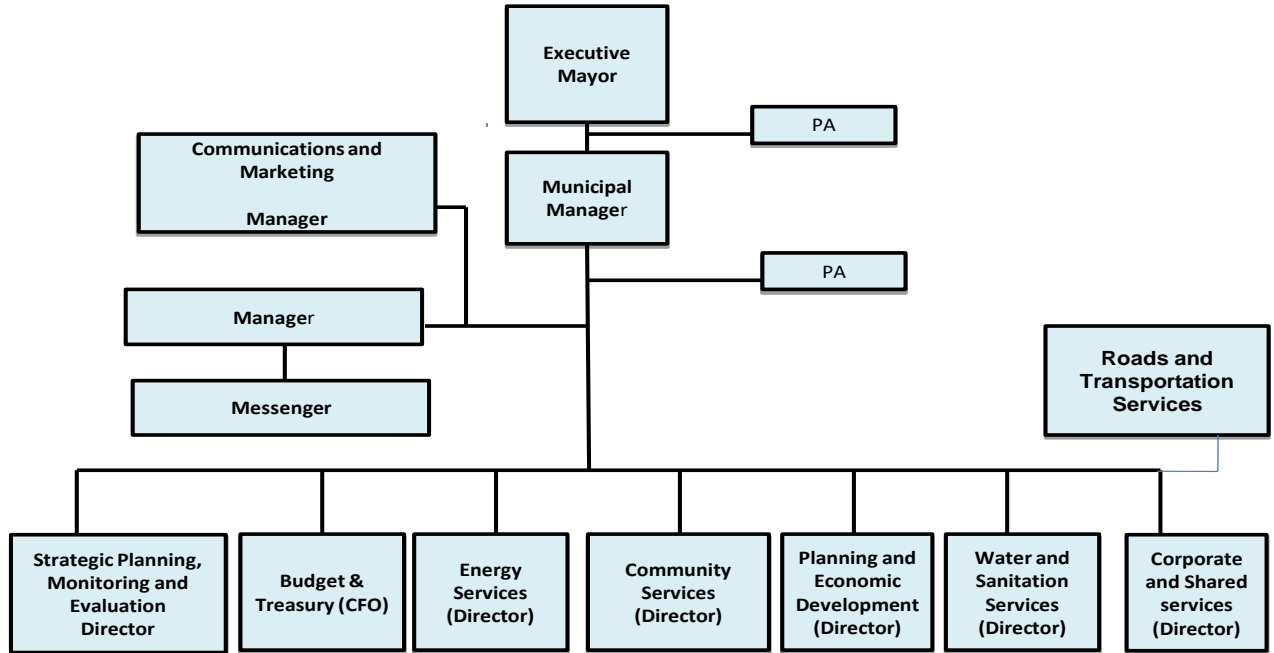 Executive
Mayor
PA
Communications and
Marketing
Manager
Municipal
Manager
PA
Manager
Messenger
Roads and
Transportation
Services
Strategic Planning,
Monitoring and
Evaluation
Director
Budget &
Treasury (CFO)
Energy
Services
(Director)
Community
Services
(Director)
Planning and
Economic
Development
(Director)
Water and
Sanitation
Services
(Director)
Corporate
and Shared
services
(Director)